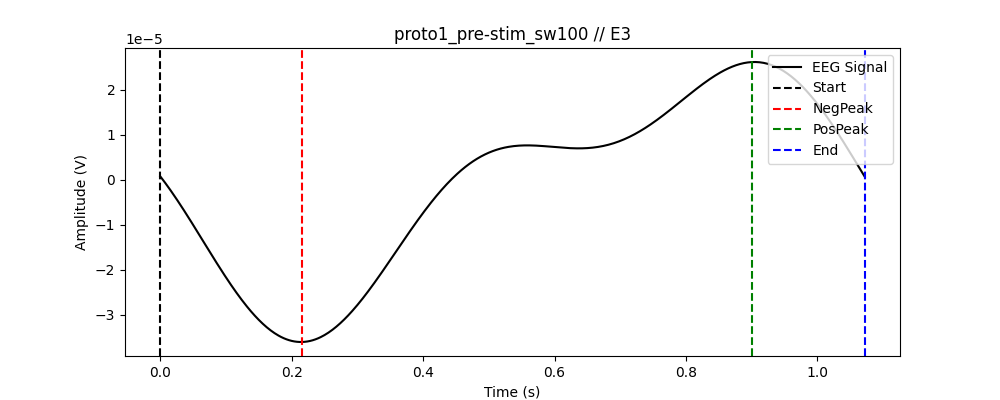 proto1_pre-stim_sw100 // E3
1e−5
2
1
0
−1
−2
−3
Amplitude (V)
EEG Signal
Start
NegPeak
PosPeak
End
0.0 0.2 0.4 0.6 0.8 1.0
Time (s)